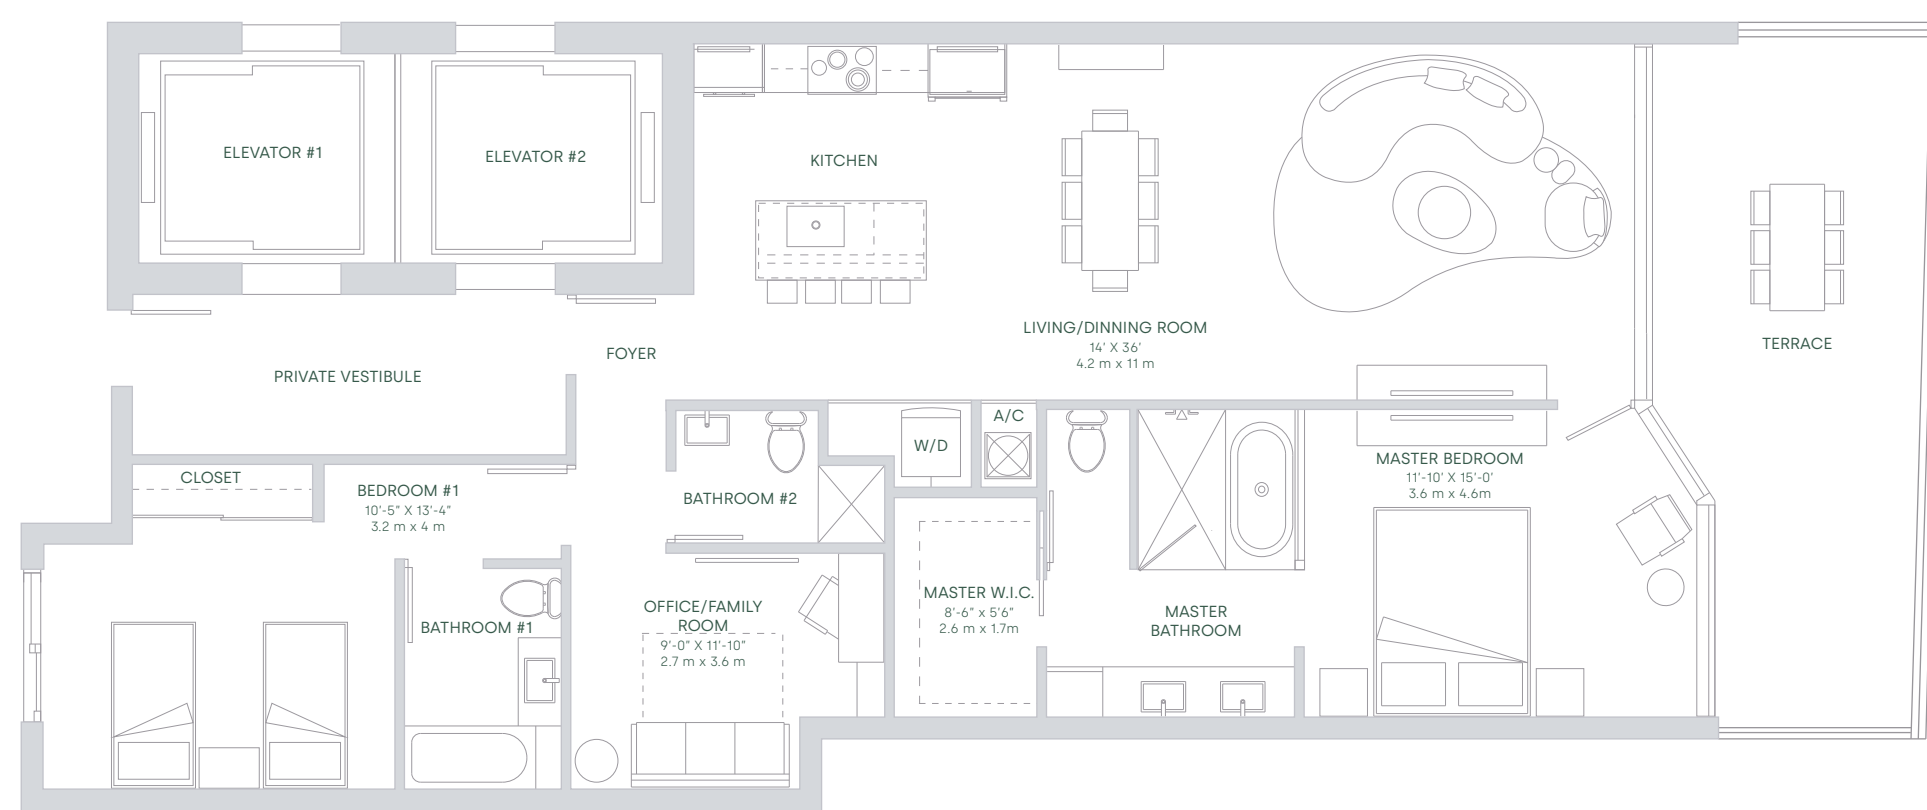 ELEVATOR #1
ELEVATOR #2
KITCHEN
LIVING/DINNING ROOM
14' X 36'
4.2 m x 11 m
TERRACE
FOYER
PRIVATE VESTIBULE
A/C
W/D
CLOSET
BEDROOM #1
10'-5" X 13'-4"
3.2 m x 4 m
BATHROOM #2
MASTER BEDROOM
11'-10' X 15'-0'
3.6 m x 4.6m
BATHROOM #1
OFFICE/FAMILY
ROOM
9'-0" X 11'-10"
2.7 m x 3.6 m
MASTER W.I.C.
8'-6" x 5'6"
2.6 m x 1.7m
MASTER
BATHROOM